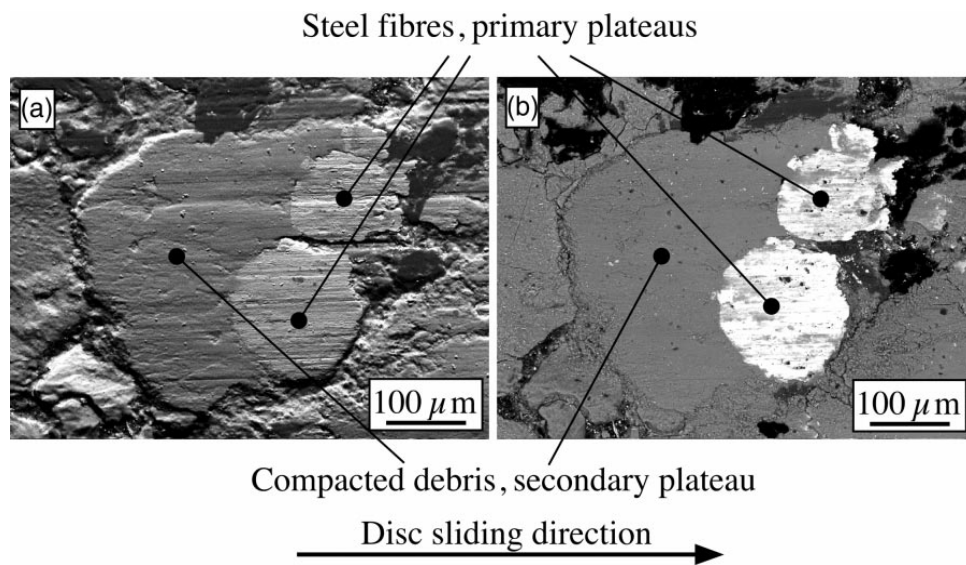 Steel fibres, primary plateaus
(a)
(b)
100 µm
100 µm
Compacted debris, secondary plateau
Disc sliding direction